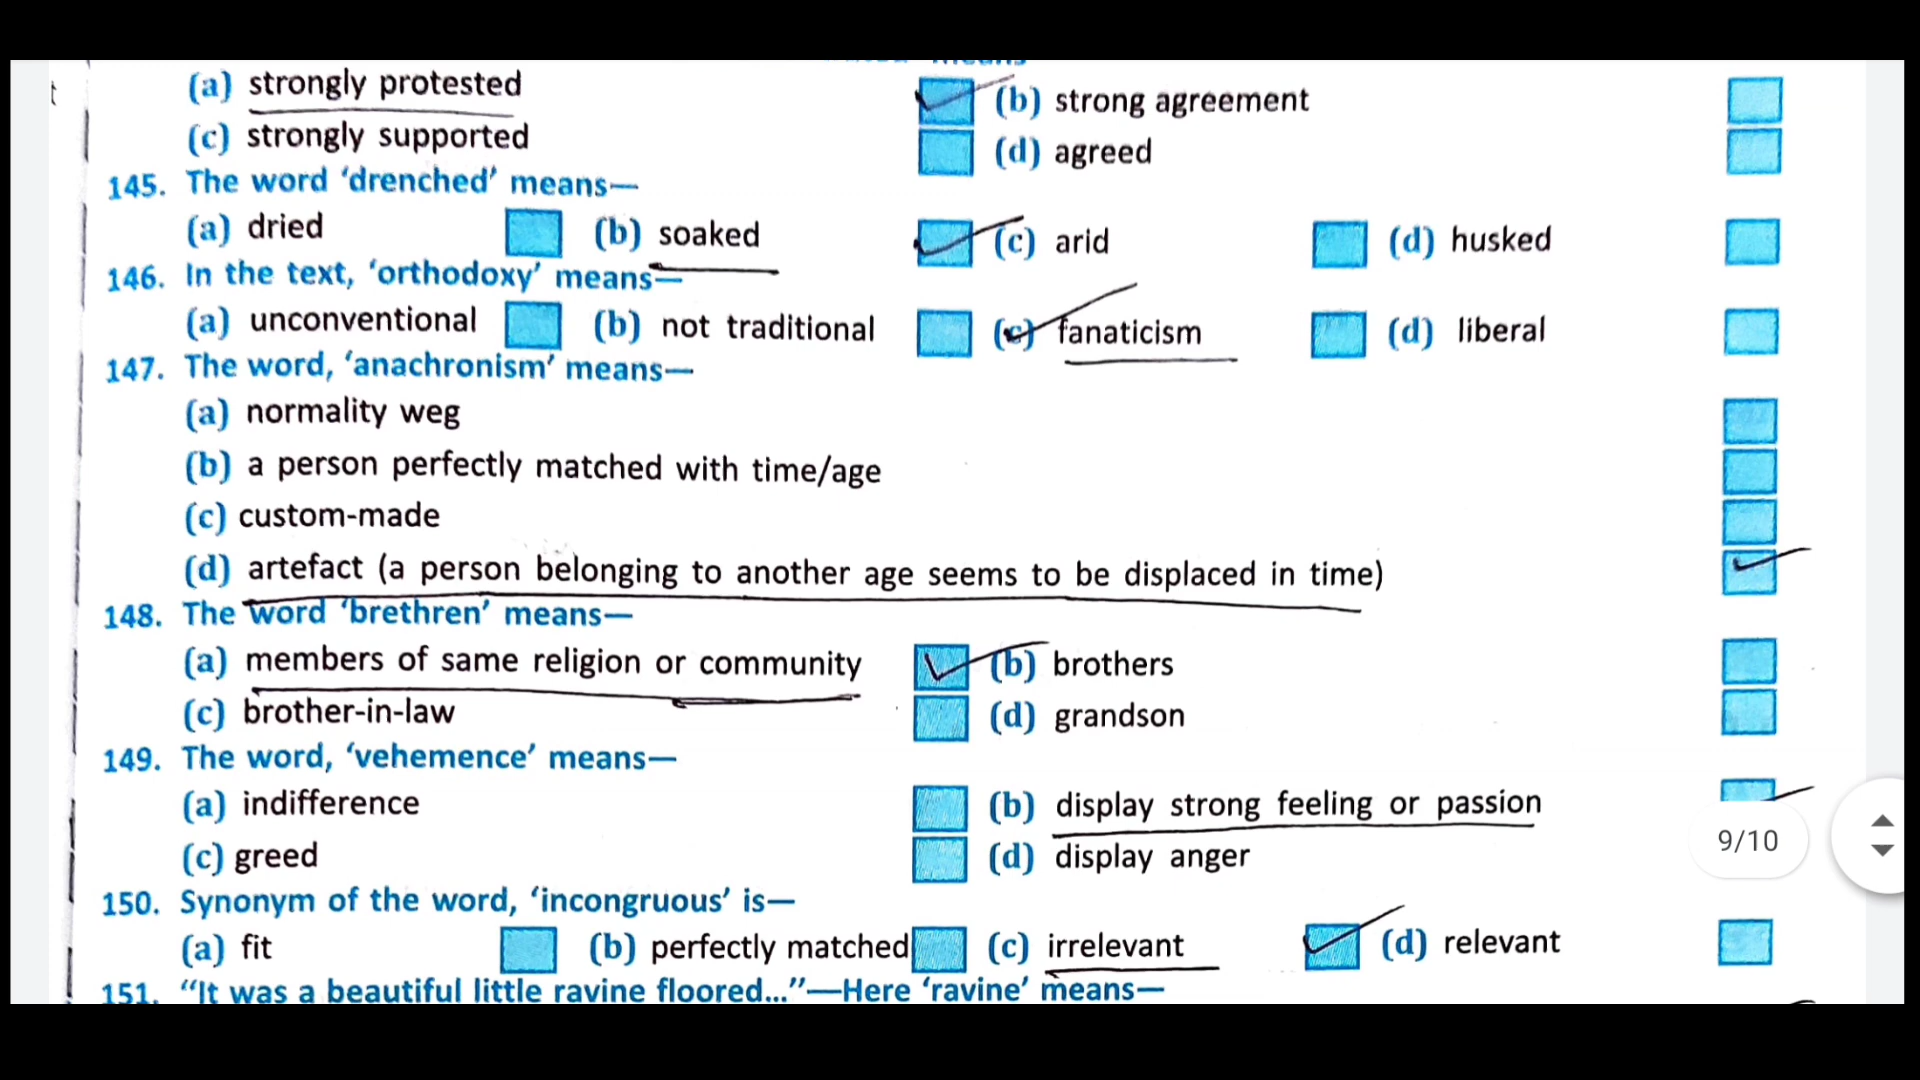 (a) strongly protested (b) strong agreement
(c) strongly supported (d) agreed
145. The word ‘drenched’ means—
(a) dried (b) soaked (c) arid (d) husked
146. In the text, ‘orthodoxy’ means—
(a) unconventional (b) not traditional (c) fanaticism (d) liberal
147. The word, ‘anachronism’ means—
(a) normality weg
(b) a person perfectly matched with time/age
(c) custom-made
(d) artefact (a person belonging to another age seems to be displaced in time)
148. The word ‘brethren’ means—
(a) members of same religion or community (b) brothers
(c) brother-in-law (d) grandson
149. The word, ‘vehemence’ means—
(a) indifference (b) display strong feeling or passion
(c) greed (d) display anger
9/10
150. Synonym of the word, ‘incongruous’ is—
(a) fit (b) perfectly matched (c) irrelevant (d) relevant
151. “It was a beautiful little ravine floored...”—Here ‘ravine’ means—